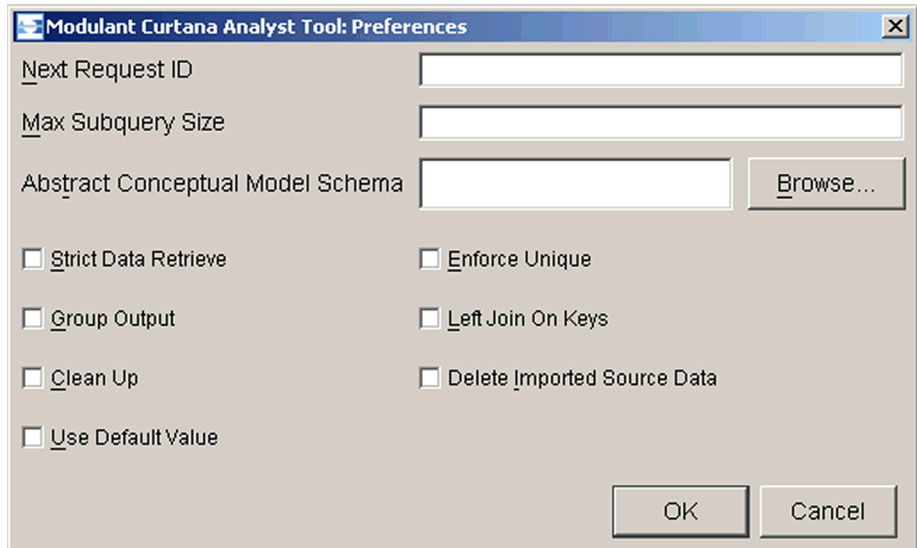 Modulant Curtana Analyst Tool: Preferences
Next Request ID
Max Subquery Size
Abstract Conceptual Model Schema
Browse...
Strict Data Retrieve
Enforce Unique
Group Output
Left Join On Keys
Clean Up
Delete Imported Source Data
Use Default Value
OK
Cancel